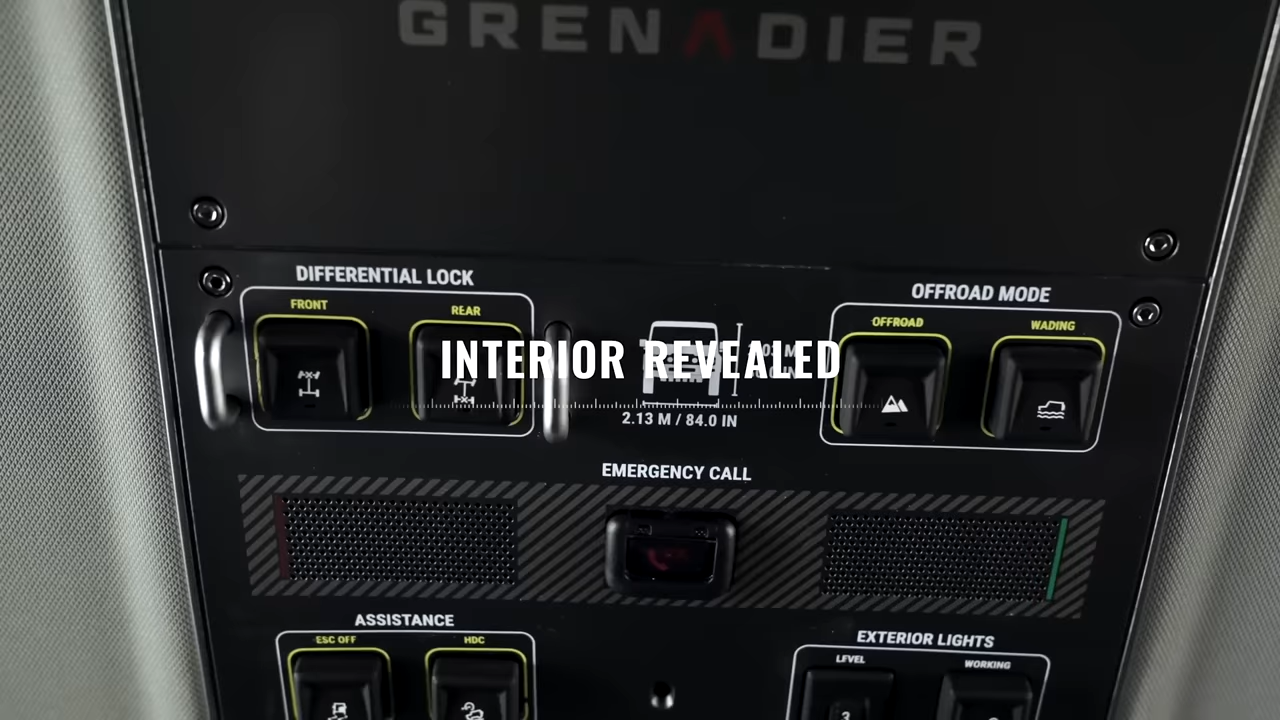 GRENADIER
DIFFERENTIAL LOCK
FRONT
REAR
OFFROAD MODE
OFFROAD
WADING
INTERIOR REVEALED
2.13 M / 84.0 IN
EMERGENCY CALL
ASSISTANCE
ESC OFF
HDC
EXTERIOR LIGHTS
LEVEL
WORKING
3